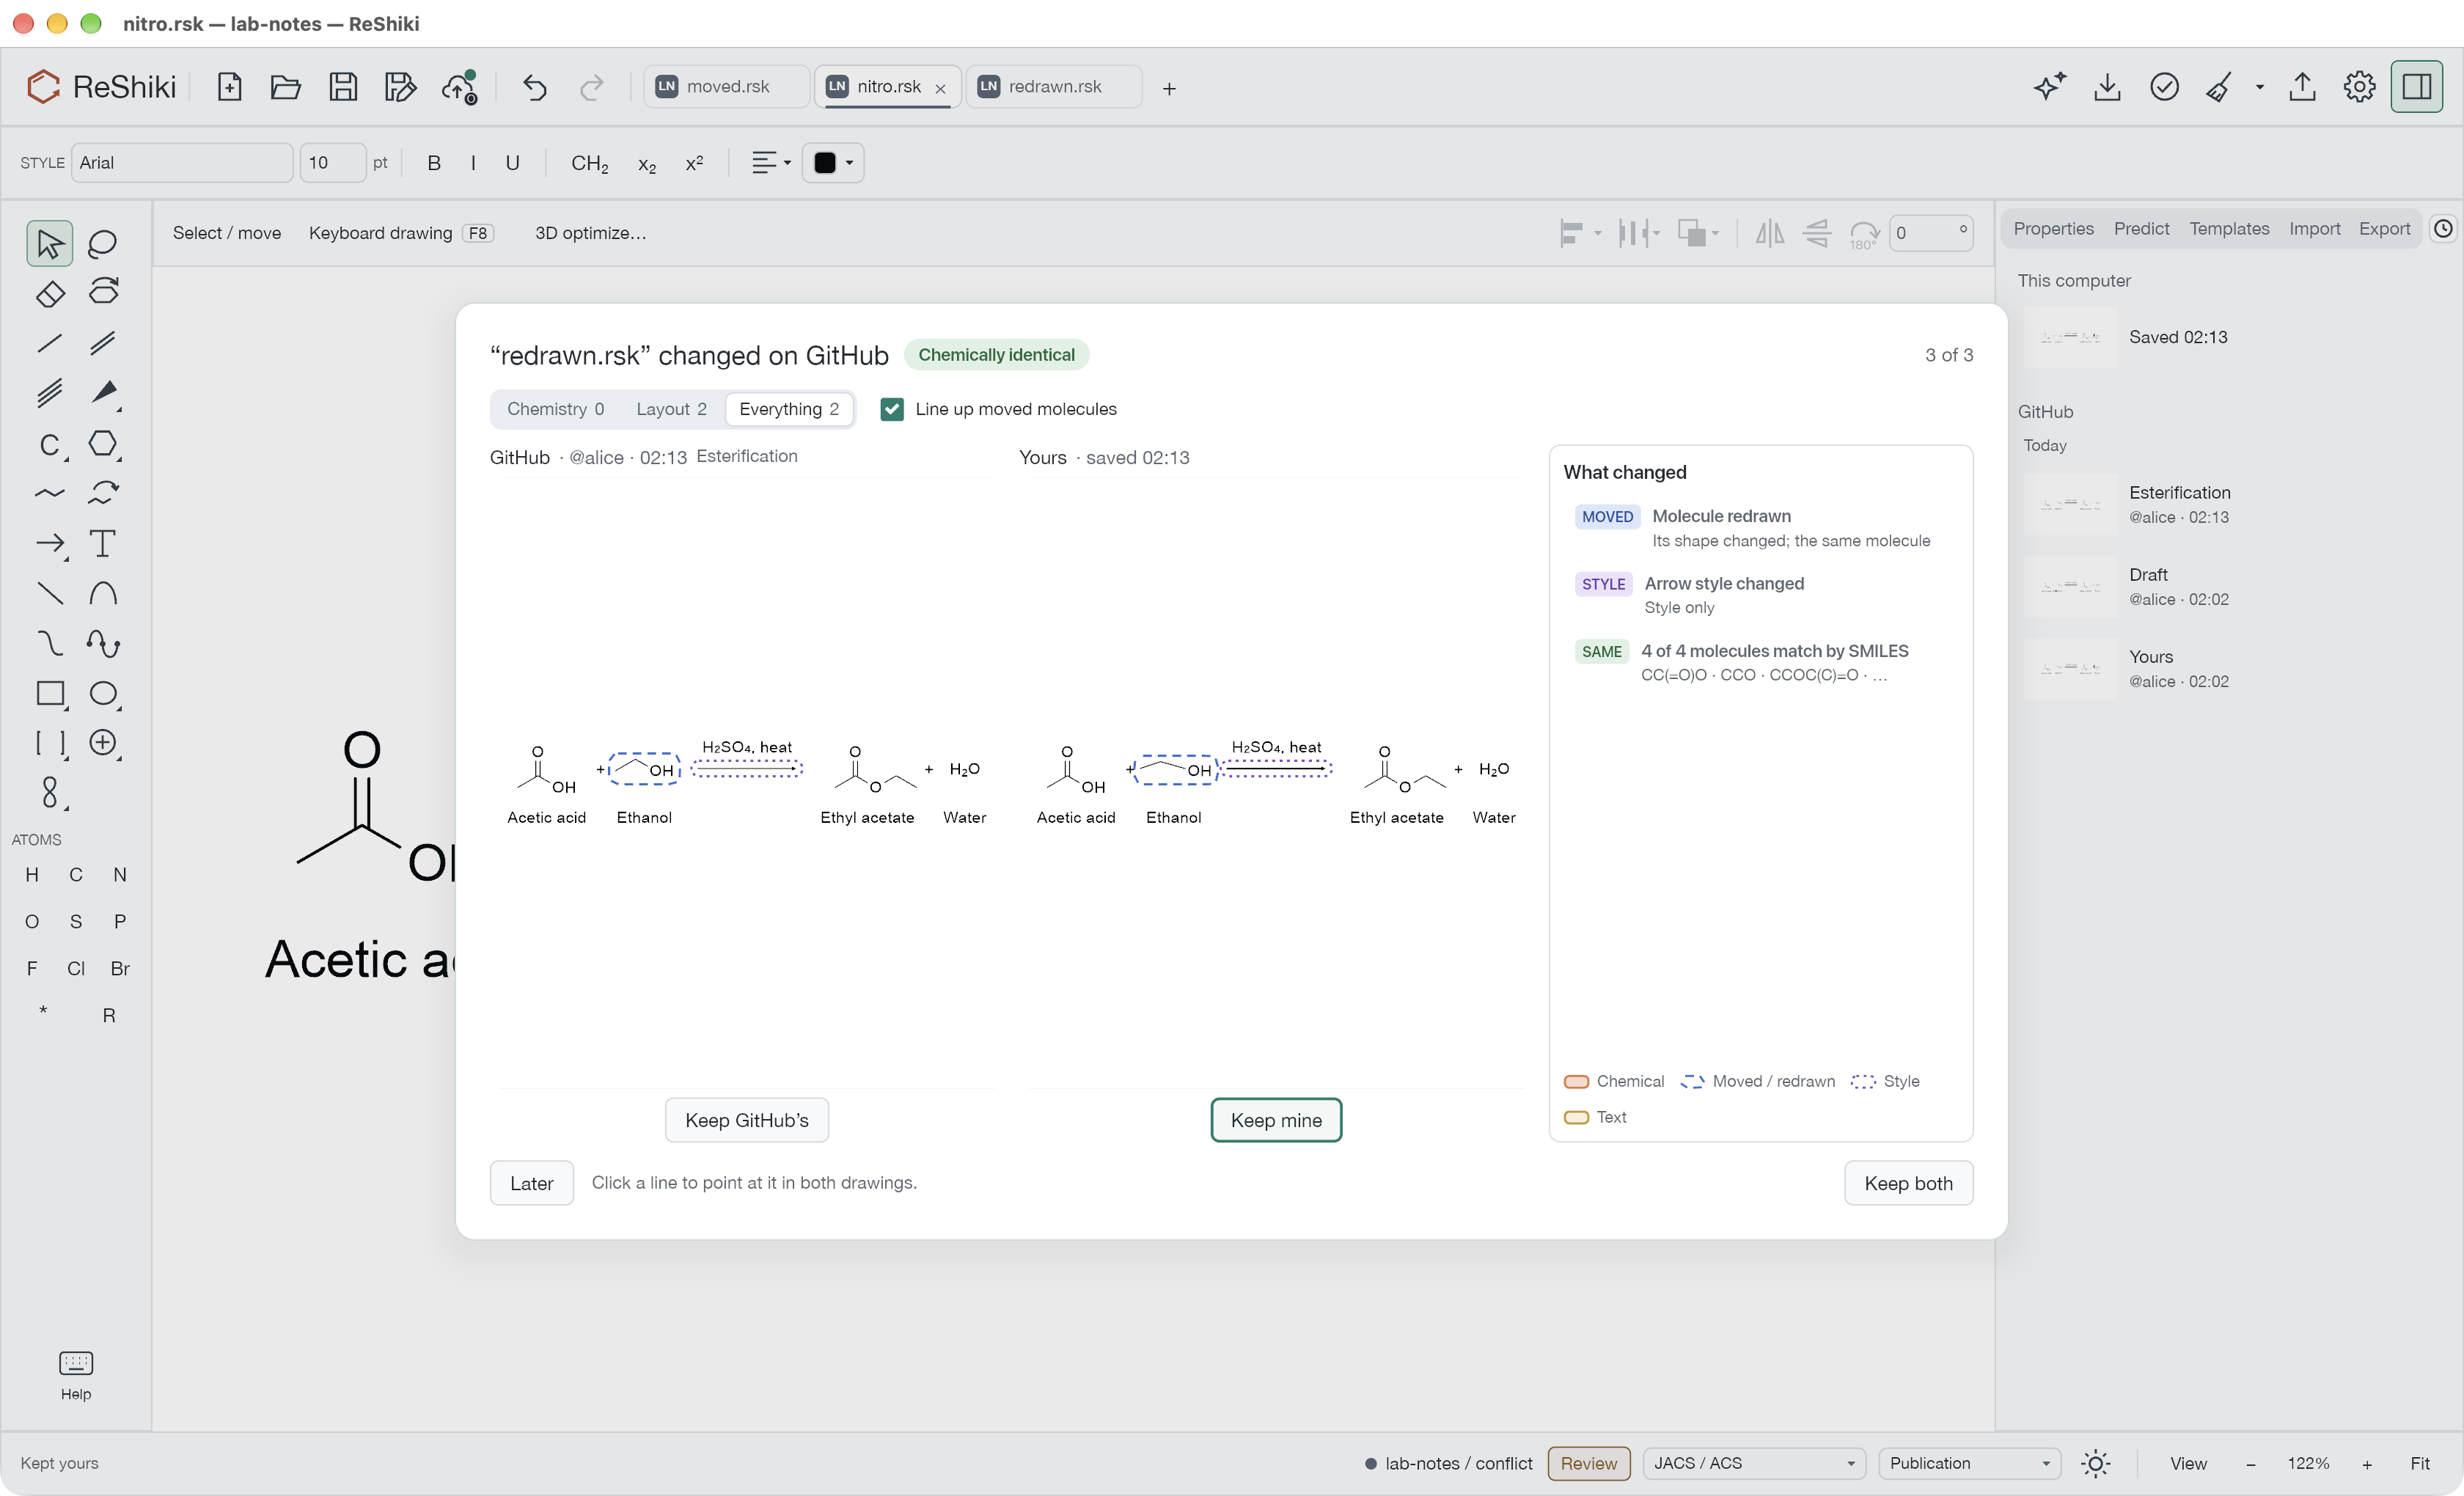 nitro.rsk — lab-notes — ReShiki
ReShiki
LN moved.rsk
LN nitro.rsk ×
LN redrawn.rsk
+
STYLE Arial 10 pt B I U CH₂ x₂ x²
Select / move Keyboard drawing F8 3D optimize…
180° 0 °
Properties Predict Templates Import Export
C
T
ATOMS
H C N
O S P
F Cl Br
* R
Help
O
Acetic
“redrawn.rsk” changed on GitHub Chemically identical 3 of 3
Chemistry 0 Layout 2 Everything 2 Line up moved molecules
GitHub · @alice · 02:13 Esterification
Yours · saved 02:13
O
OH
+
OH
H₂SO₄, heat
O
O
+ H₂O
Acetic acid Ethanol Ethyl acetate Water
O
OH
+
OH
H₂SO₄, heat
O
O
+ H₂O
Acetic acid Ethanol Ethyl acetate Water
What changed
MOVED Molecule redrawn
Its shape changed; the same molecule
STYLE Arrow style changed
Style only
SAME 4 of 4 molecules match by SMILES
CC(=O)O · CCO · CCOC(C)=O · …
Chemical Moved / redrawn Style
Text
Keep GitHub’s
Keep mine
Later Click a line to point at it in both drawings.
Keep both
This computer
Saved 02:13
GitHub
Today
Esterification
@alice · 02:13
Draft
@alice · 02:02
Yours
@alice · 02:02
Kept yours
lab-notes / conflict Review JACS / ACS Publication View − 122% + Fit